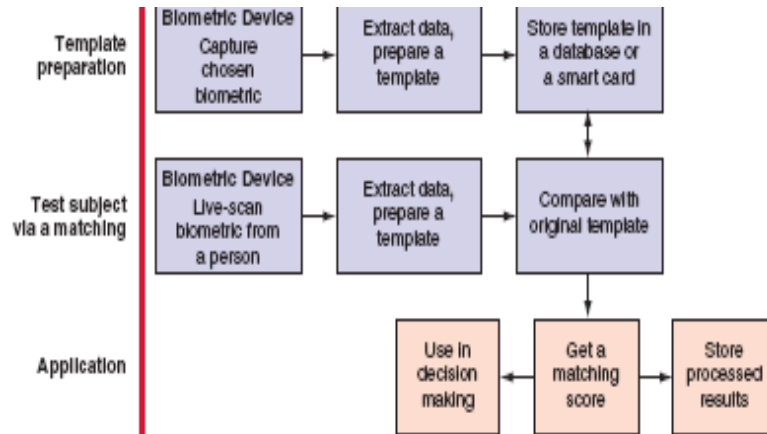 Template
preparation
Biometric Device
Capture
chosen
biometric
Extract data,
prepare a
template
Store template in
a database or
a smart card
Test subject
via a matching
Biometric Device
Live-scan
biometric from
a person
Extract data,
prepare a
template
Compare with
original template
Application
Use in
decision
making
Get a
matching
score
Store
processed
results